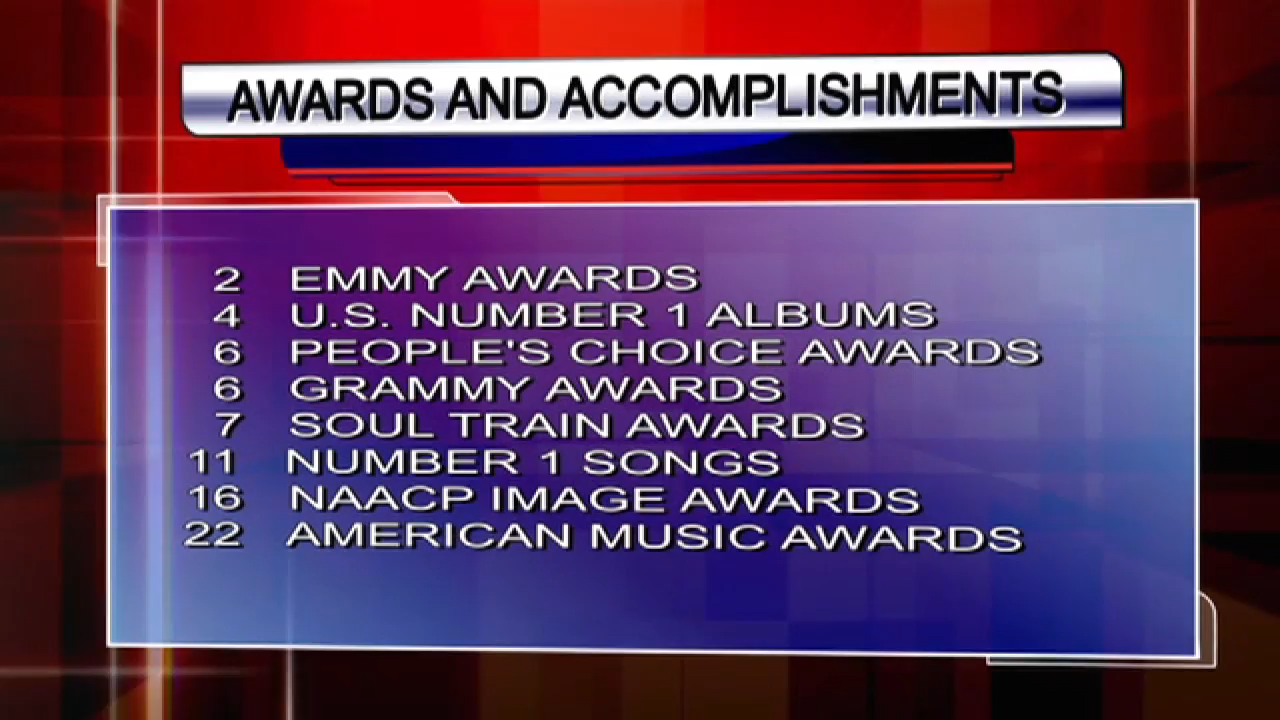 AWARDS AND ACCOMPLISHMENTS
2 EMMY AWARDS
4 U.S. NUMBER 1 ALBUMS
6 PEOPLE'S CHOICE AWARDS
6 GRAMMY AWARDS
7 SOUL TRAIN AWARDS
11 NUMBER 1 SONGS
16 NAACP IMAGE AWARDS
22 AMERICAN MUSIC AWARDS